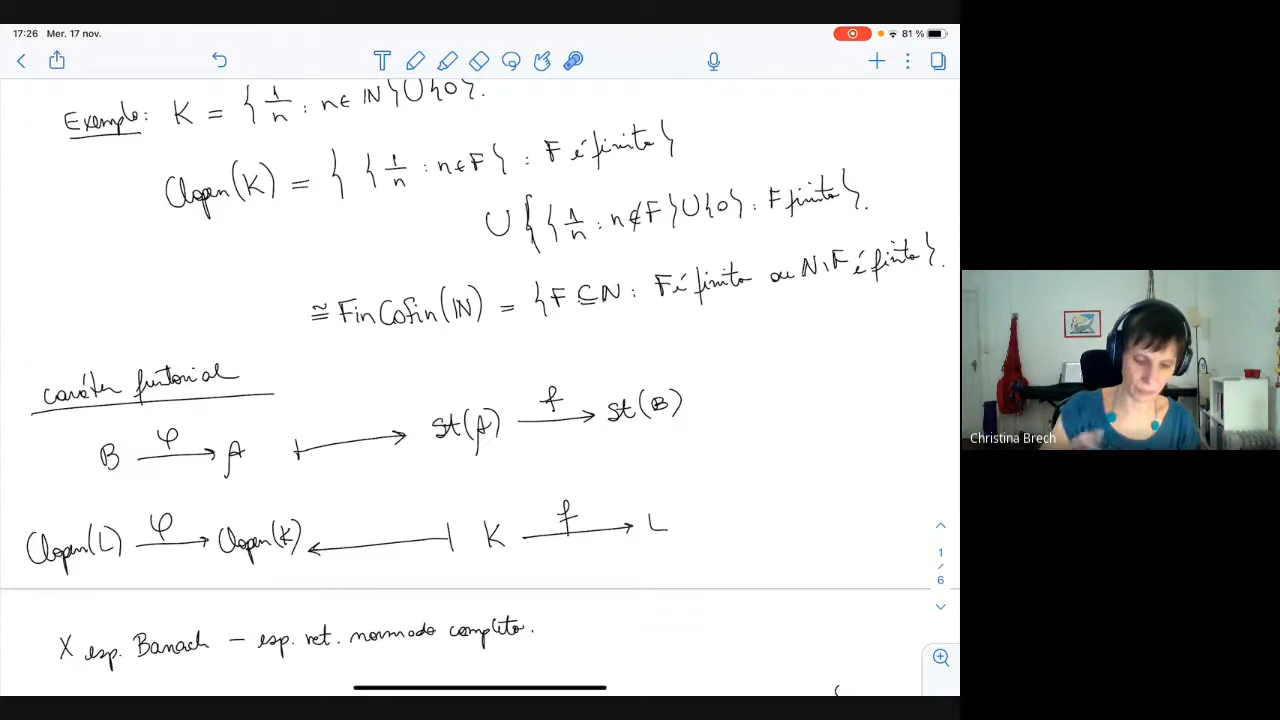 17:26 Mer. 17 nov.
81 %
Exemplo: K = { 1/n : n ∈ ℕ } ∪ {0}.
Clopen(K) = { { 1/n : n ∈ F } : F é finito }
∪ { { 1/n : n ∉ F } ∪ {0} : F finito }.
≅ FinCofin(ℕ) = { F ⊆ ℕ : F é finito ou ℕ∖F é finito }.
caráter funtorial
B —φ→ A ⟼ St(A) —f→ St(B)
Clopen(L) —φ→ Clopen(K) ⟻ K —f→ L
X esp. Banach – esp. vet. normado completo.
1
/
6
Christina Brech